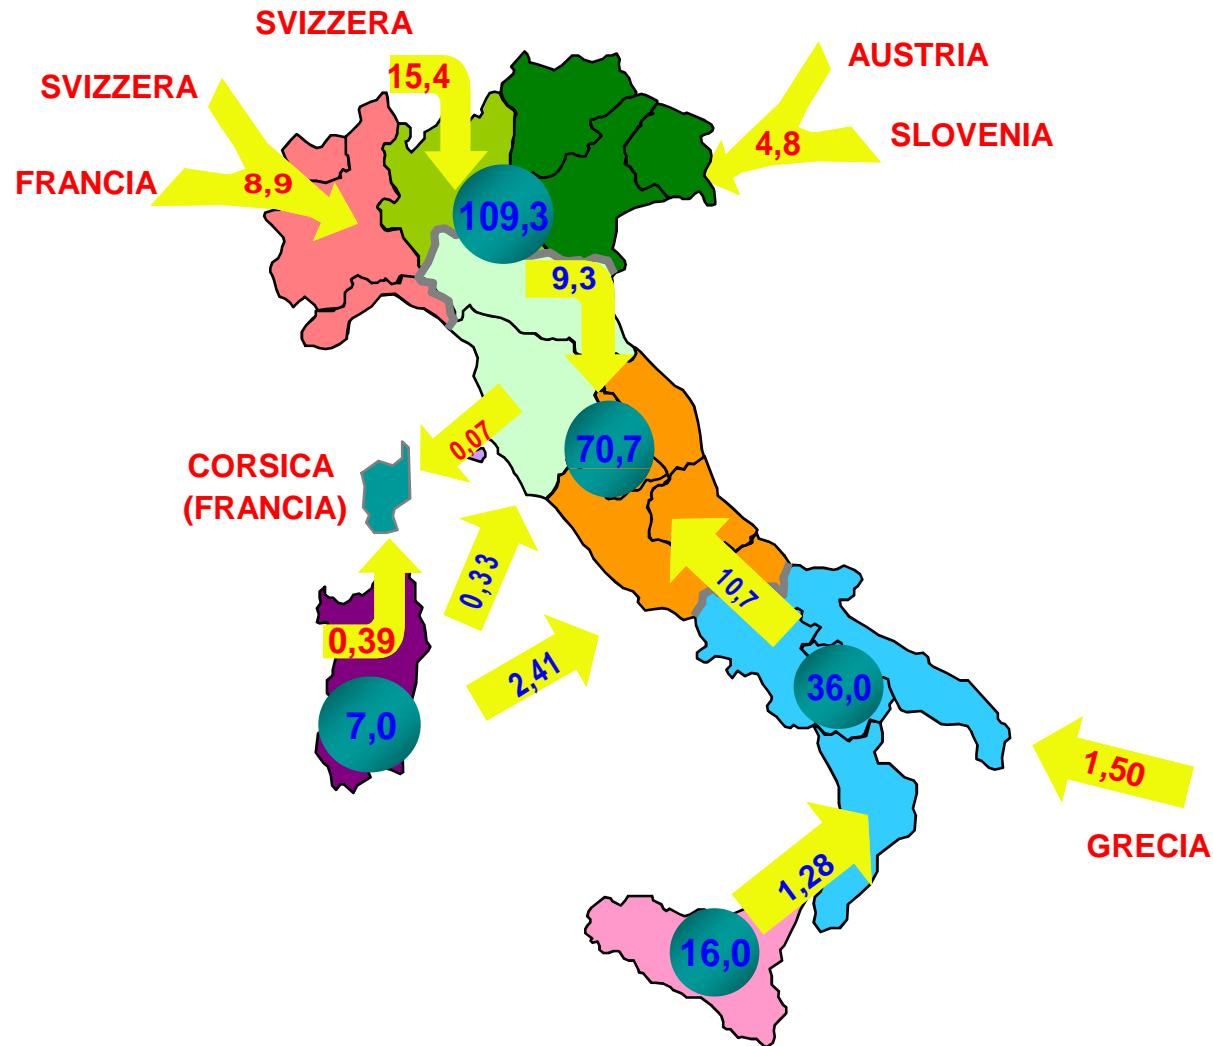 SVIZZERA
15,4
AUSTRIA
SVIZZERA
SLOVENIA
4,8
FRANCIA
8,9
109,3
9,3
0,07
70,7
CORSICA
(FRANCIA)
0,33
10,7
0,39
2,41
36,0
7,0
1,50
GRECIA
1,28
16,0